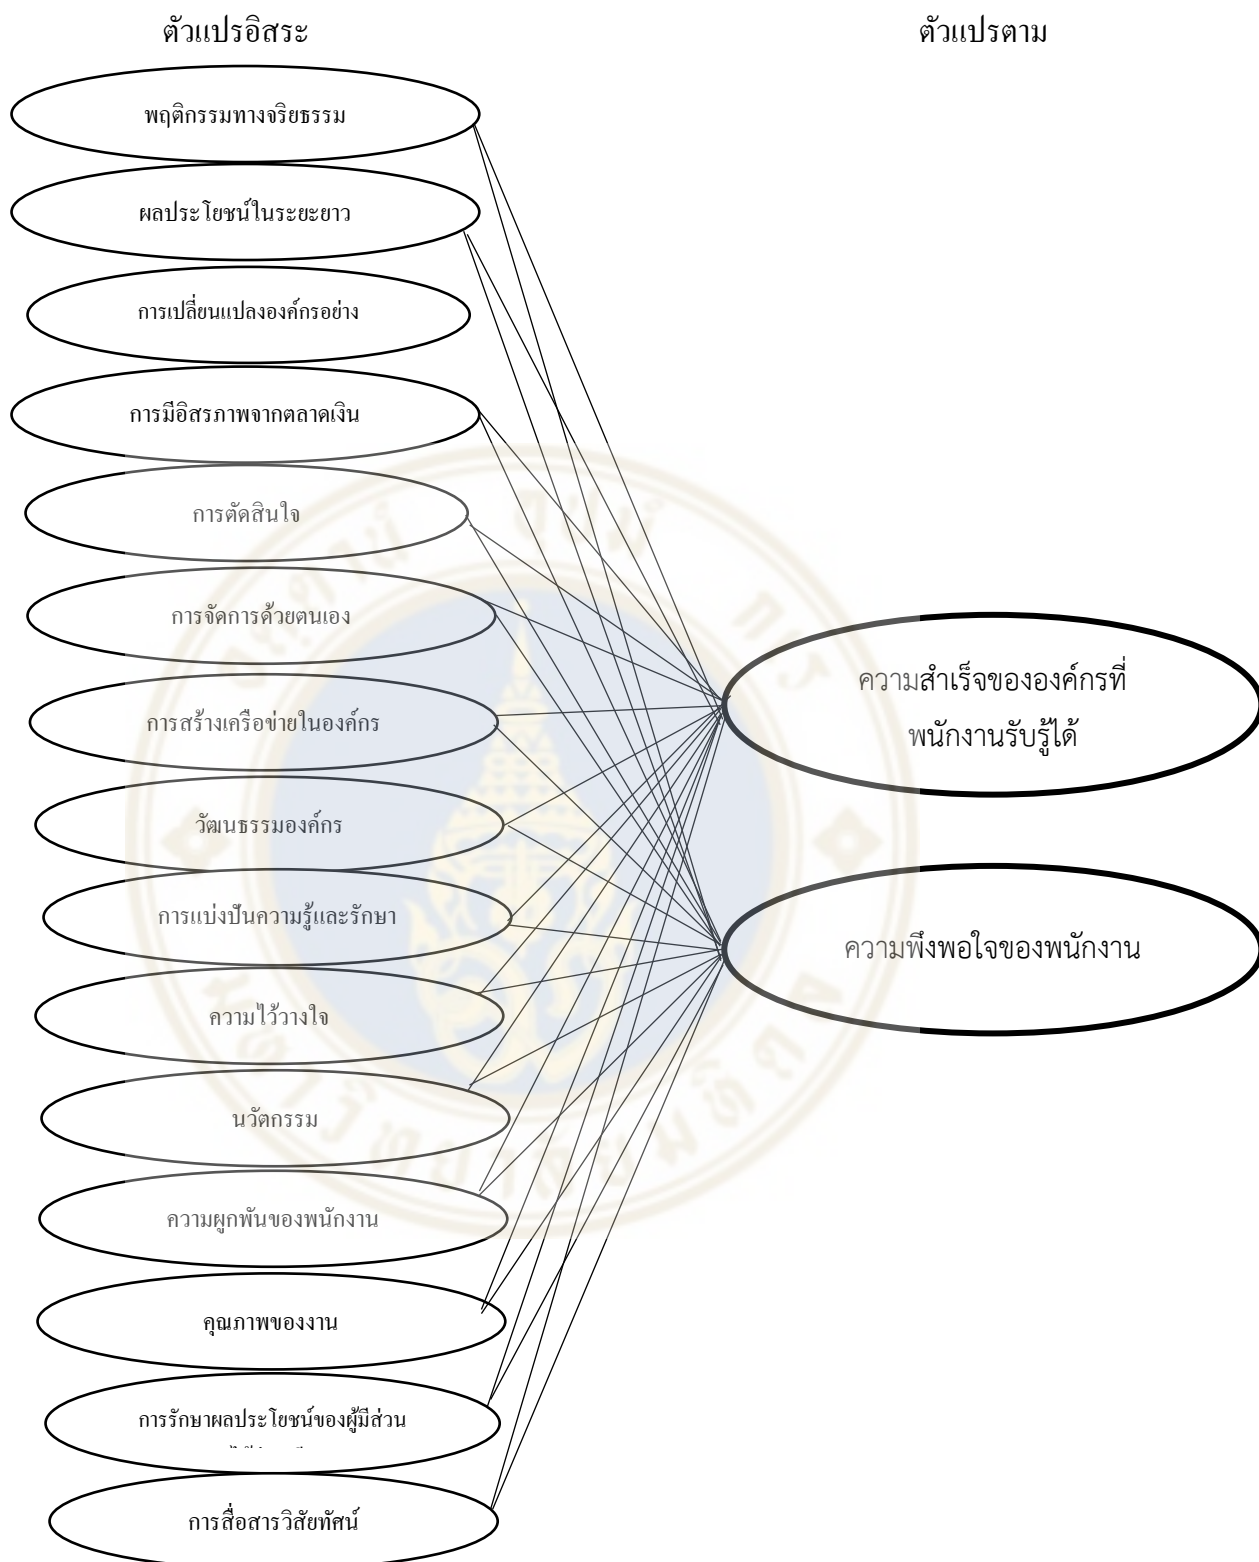 ตัวแปรอิสระ
ตัวแปรตาม
พฤติกรรมทางจริยธรรม
ผลประโยชน์ในระยะยาว
การเปลี่ยนแปลงองค์กรอย่าง
การมีอิสรภาพจากตลาดเงิน
การตัดสินใจ
การจัดการด้วยตนเอง
การสร้างเครือข่ายในองค์กร
วัฒนธรรมองค์กร
การแบ่งปันความรู้และรักษา
ความไว้วางใจ
นวัตกรรม
ความผูกพันของพนักงาน
คุณภาพของงาน
การรักษาผลประโยชน์ของผู้มีส่วน
การสื่อสารวิสัยทัศน์
ความสำเร็จขององค์กรที่
พนักงานรับรู้ได้
ความพึงพอใจของพนักงาน